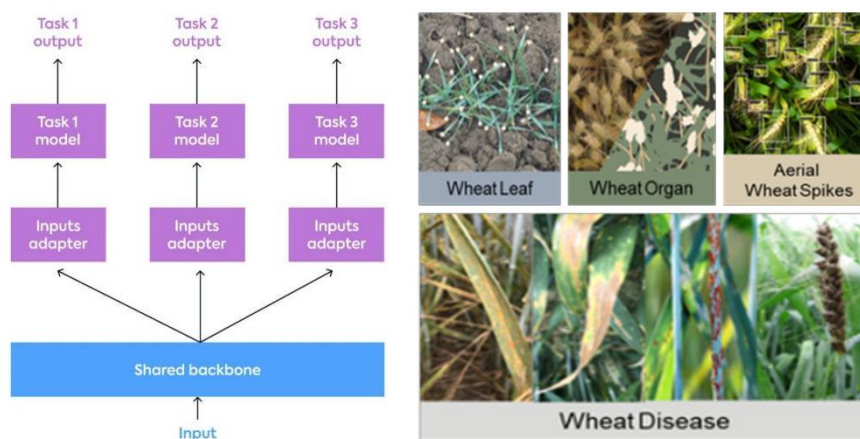 Task 1
output
Task 2
output
Task 3
output
Task 1
model
Task 2
model
Task 3
model
Inputs
adapter
Inputs
adapter
Inputs
adapter
Shared backbone
Input
Wheat Leaf
Wheat Organ
Aerial
Wheat Spikes
Wheat Disease